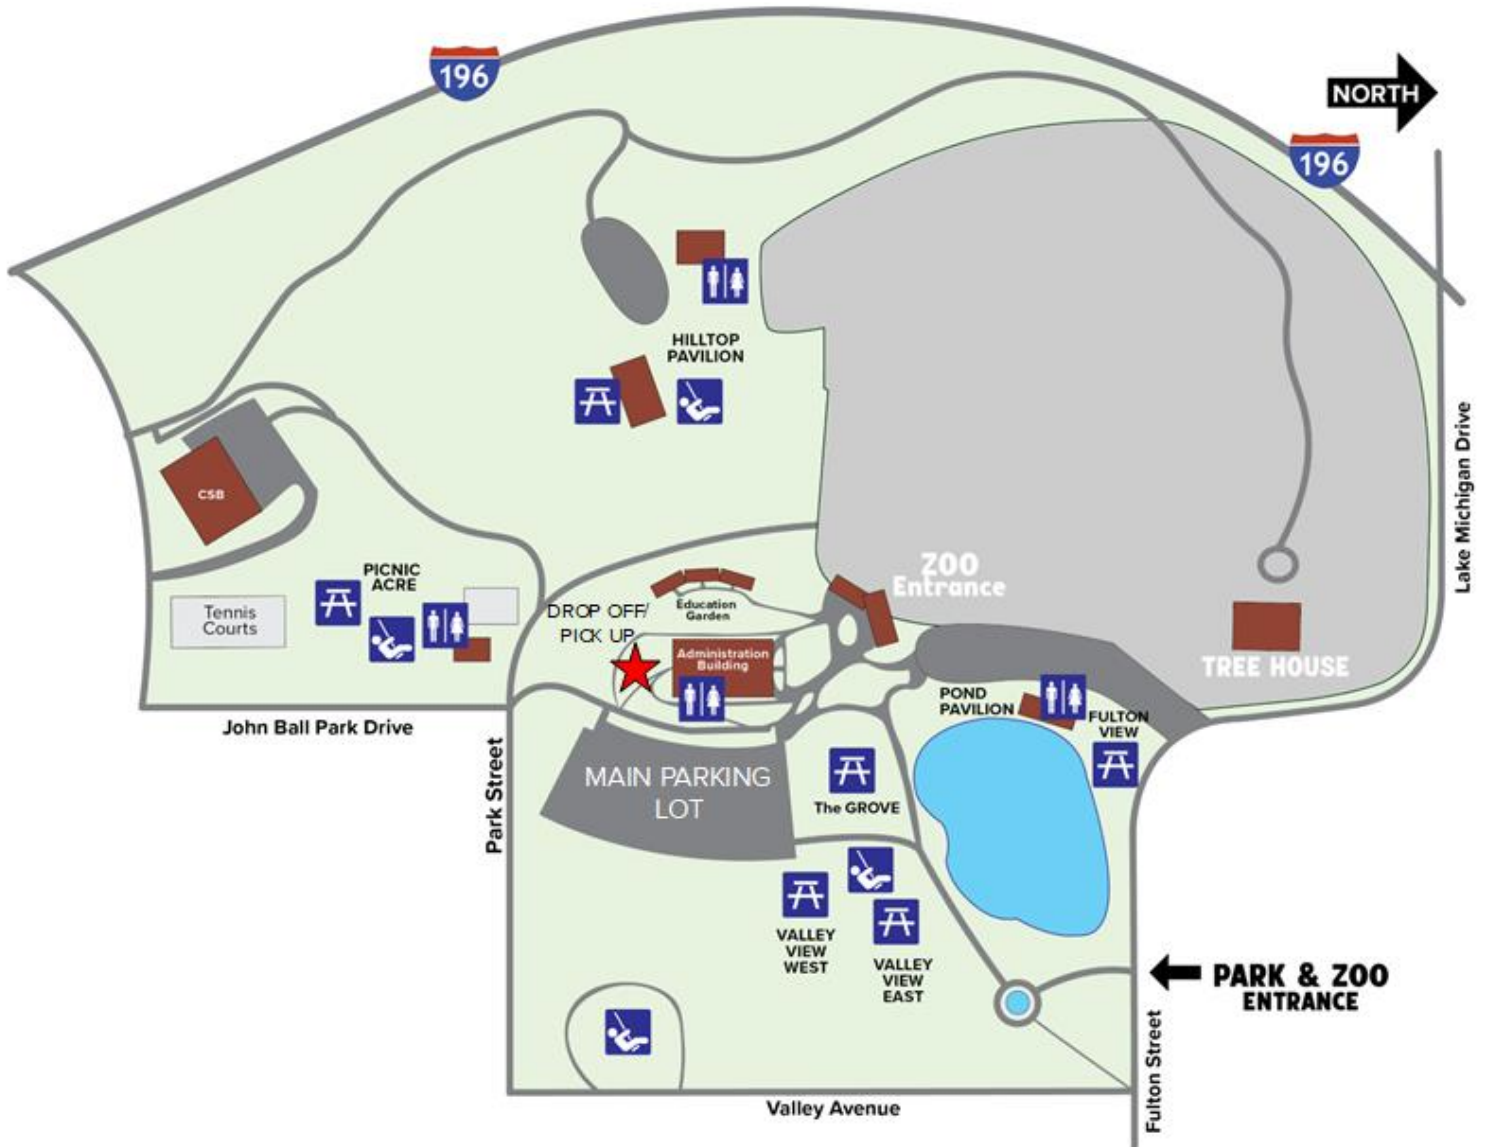 196
NORTH
196
HILLTOP
PAVILION
Lake Michigan Drive
CSB
ZOO
Entrance
PICNIC
ACRE
Tennis
Courts
DROP OFF/
PICK UP
Education
Garden
Administration
Building
TREE HOUSE
POND
PAVILION
FULTON
VIEW
John Ball Park Drive
Park Street
MAIN PARKING
LOT
The GROVE
VALLEY
VIEW
WEST
VALLEY
VIEW
EAST
PARK & ZOO
ENTRANCE
Fulton Street
Valley Avenue